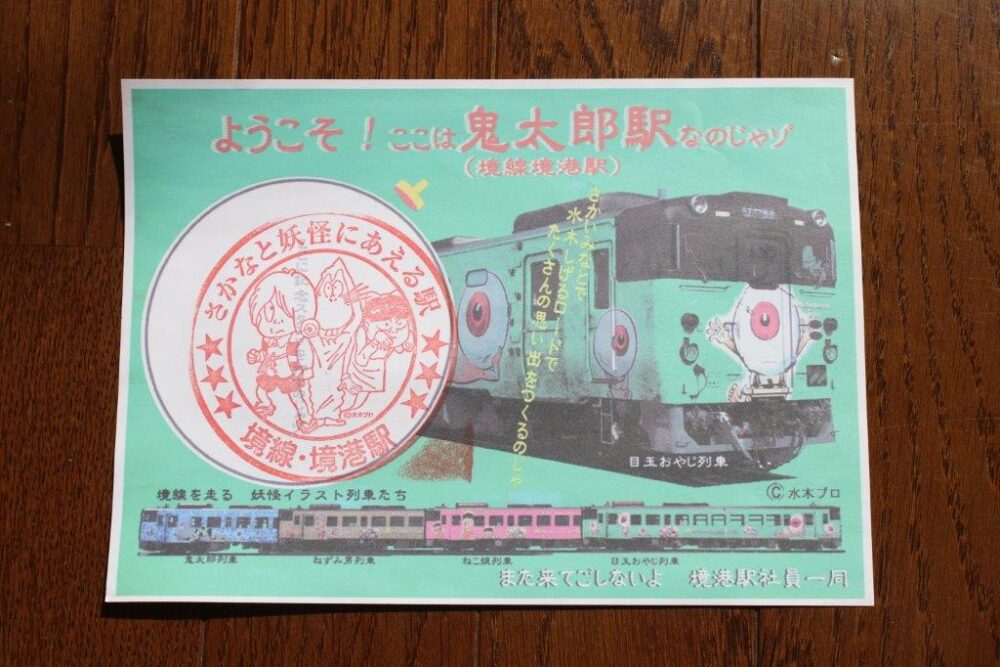 ようこそ！ここは鬼太郎駅なのじゃゾ
(境線境港駅)
さかいみなとで
水木しげるロードで
たくさんの思い出をつくるのじゃ
さかなと妖怪にあえる駅
©水木プロ
境線・境港駅
目玉おやじ列車
©水木プロ
境線を走る 妖怪イラスト列車たち
鬼太郎列車
ねずみ男列車
ねこ娘列車
目玉おやじ列車
また来てごしないよ 境港駅社員一同